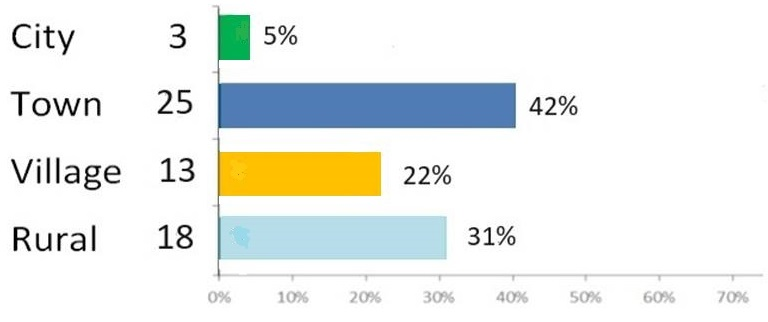 City 3 5%
Town 25 42%
Village 13 22%
Rural 18 31%
0% 10% 20% 30% 40% 50% 60% 70%